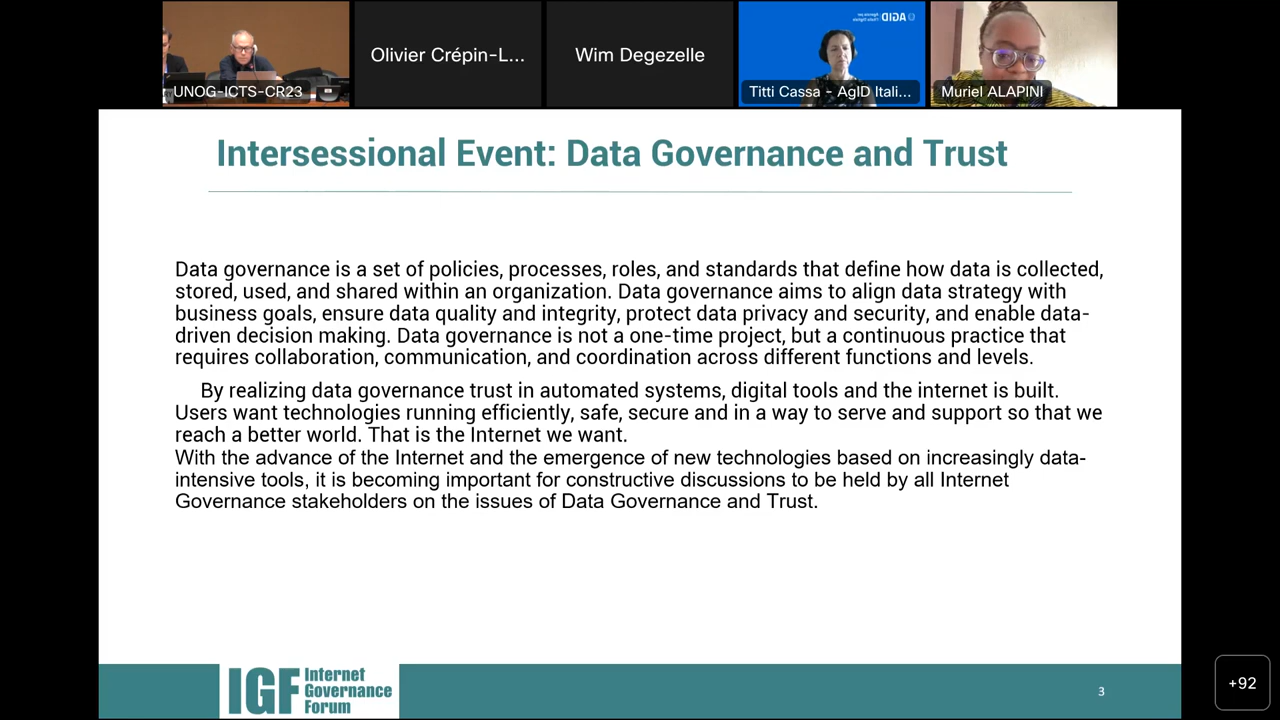 UNOG-ICTS-CR23
Olivier Crépin-L...
Wim Degezelle
AGID
Titti Cassa - AgID Itali...
Muriel ALAPINI
Intersessional Event: Data Governance and Trust
Data governance is a set of policies, processes, roles, and standards that define how data is collected,
stored, used, and shared within an organization. Data governance aims to align data strategy with
business goals, ensure data quality and integrity, protect data privacy and security, and enable data-
driven decision making. Data governance is not a one-time project, but a continuous practice that
requires collaboration, communication, and coordination across different functions and levels.
By realizing data governance trust in automated systems, digital tools and the internet is built.
Users want technologies running efficiently, safe, secure and in a way to serve and support so that we
reach a better world. That is the Internet we want.
With the advance of the Internet and the emergence of new technologies based on increasingly data-
intensive tools, it is becoming important for constructive discussions to be held by all Internet
Governance stakeholders on the issues of Data Governance and Trust.
IGF Internet
Governance
Forum
3
+92